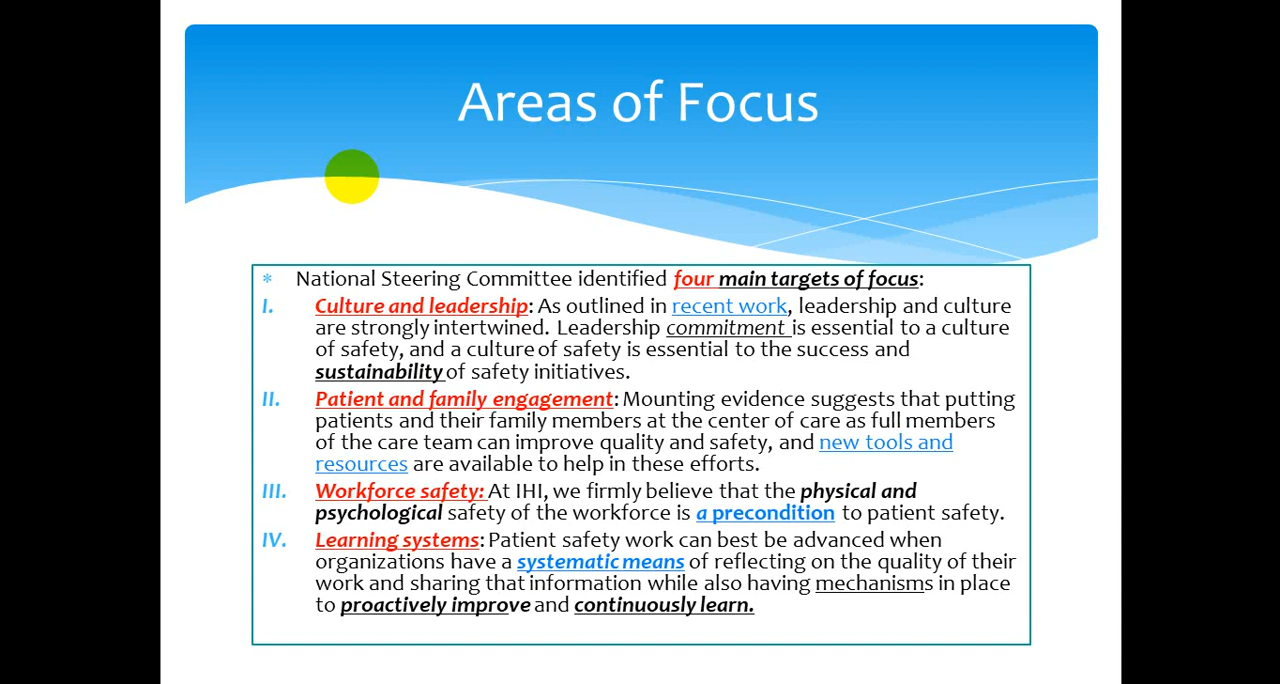 Areas of Focus
* National Steering Committee identified four main targets of focus:
I. Culture and leadership: As outlined in recent work, leadership and culture
are strongly intertwined. Leadership commitment is essential to a culture
of safety, and a culture of safety is essential to the success and
sustainability of safety initiatives.
II. Patient and family engagement: Mounting evidence suggests that putting
patients and their family members at the center of care as full members
of the care team can improve quality and safety, and new tools and
resources are available to help in these efforts.
III. Workforce safety: At IHI, we firmly believe that the physical and
psychological safety of the workforce is a precondition to patient safety.
IV. Learning systems: Patient safety work can best be advanced when
organizations have a systematic means of reflecting on the quality of their
work and sharing that information while also having mechanisms in place
to proactively improve and continuously learn.